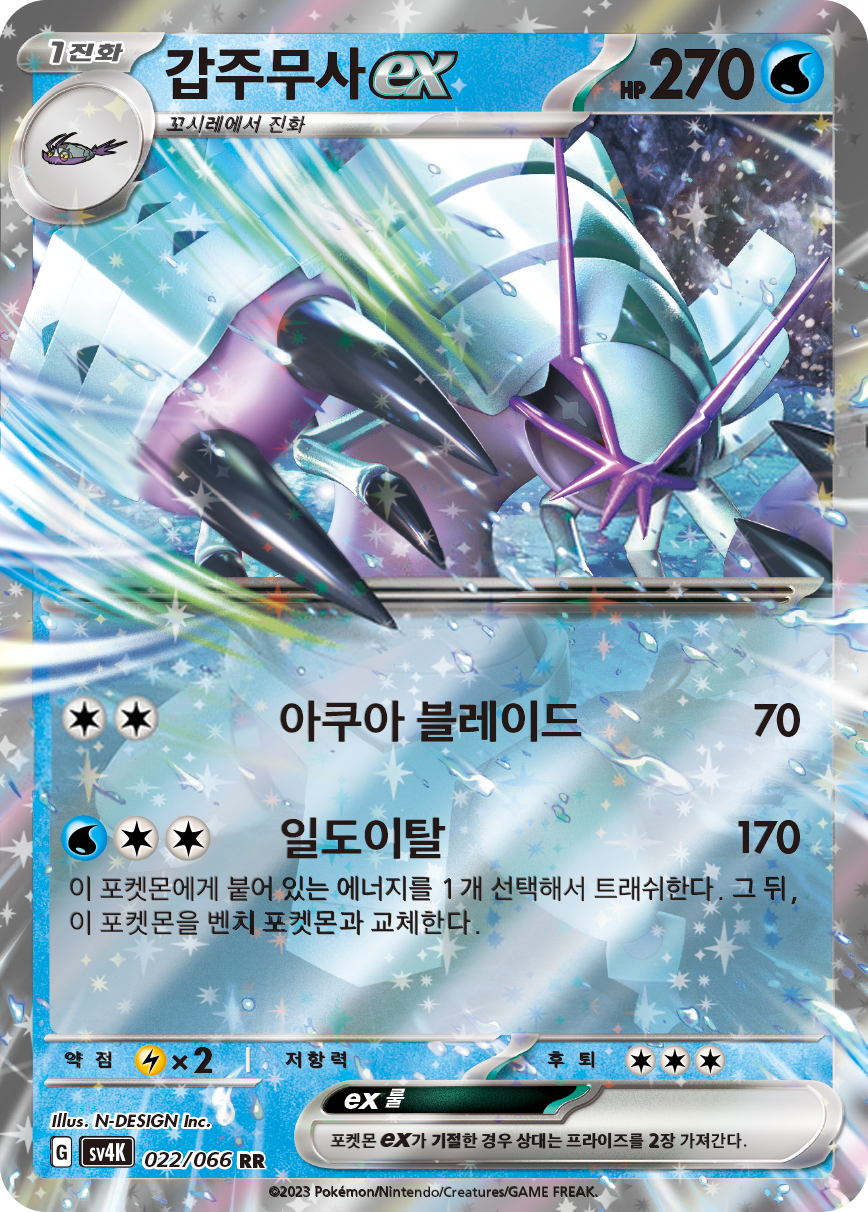 1진화
갑주무사ex
HP 270
꼬시레에서 진화
아쿠아 블레이드 70
일도이탈 170
이 포켓몬에게 붙어 있는 에너지를 1개 선택해서 트래쉬한다. 그 뒤,
이 포켓몬을 벤치 포켓몬과 교체한다.
약점 ×2 저항력 후퇴
ex 룰
포켓몬 ex가 기절한 경우 상대는 프라이즈를 2장 가져간다.
Illus. N-DESIGN Inc.
G sv4K 022/066 RR
©2023 Pokémon/Nintendo/Creatures/GAME FREAK.